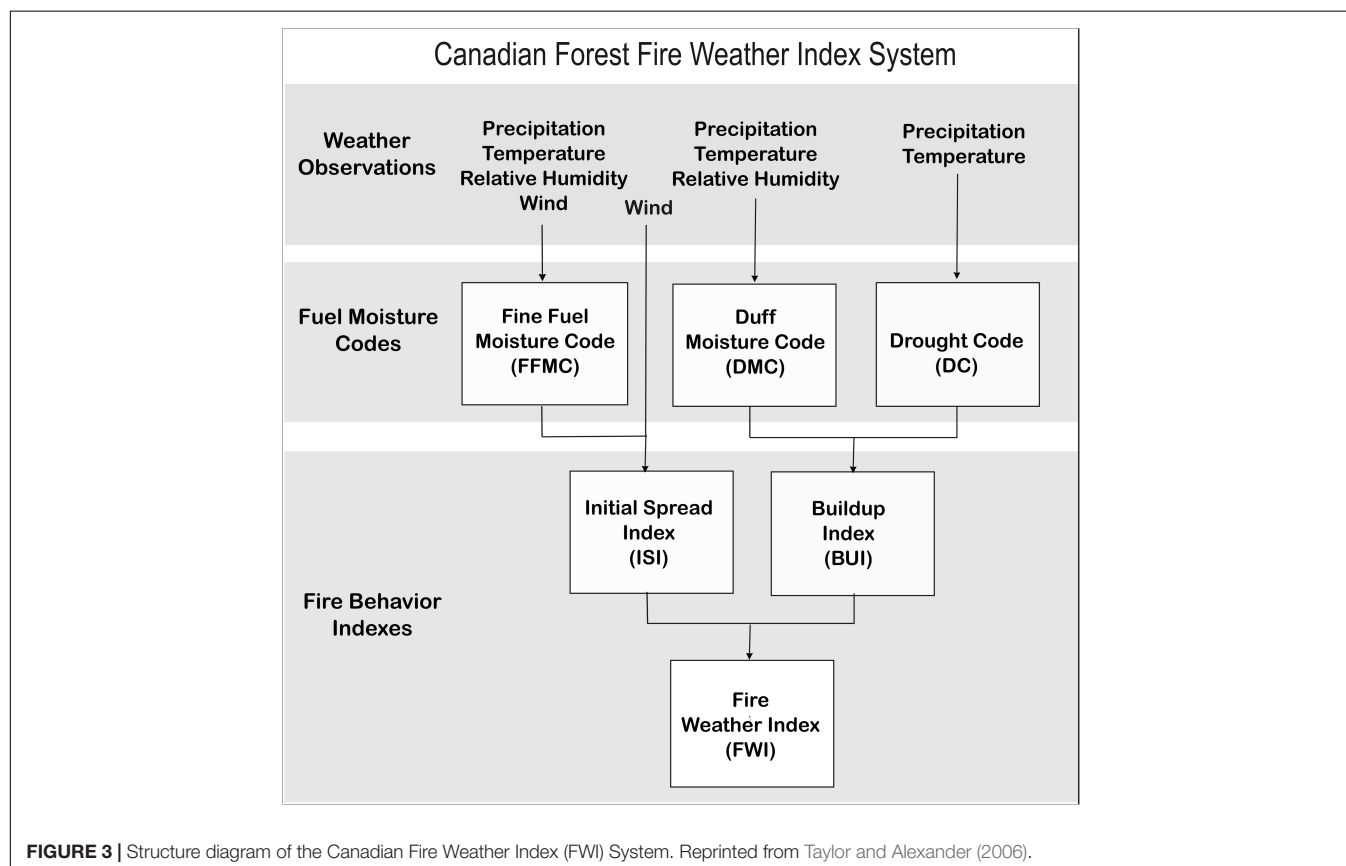 Canadian Forest Fire Weather Index System
Weather
Observations
Precipitation
Temperature
Relative Humidity
Wind
Wind
Precipitation
Temperature
Relative Humidity
Precipitation
Temperature
Fuel Moisture
Codes
Fine Fuel
Moisture Code
(FFMC)
Duff
Moisture Code
(DMC)
Drought Code
(DC)
Fire Behavior
Indexes
Initial Spread
Index
(ISI)
Buildup
Index
(BUI)
Fire
Weather Index
(FWI)
FIGURE 3 | Structure diagram of the Canadian Fire Weather Index (FWI) System. Reprinted from Taylor and Alexander (2006).